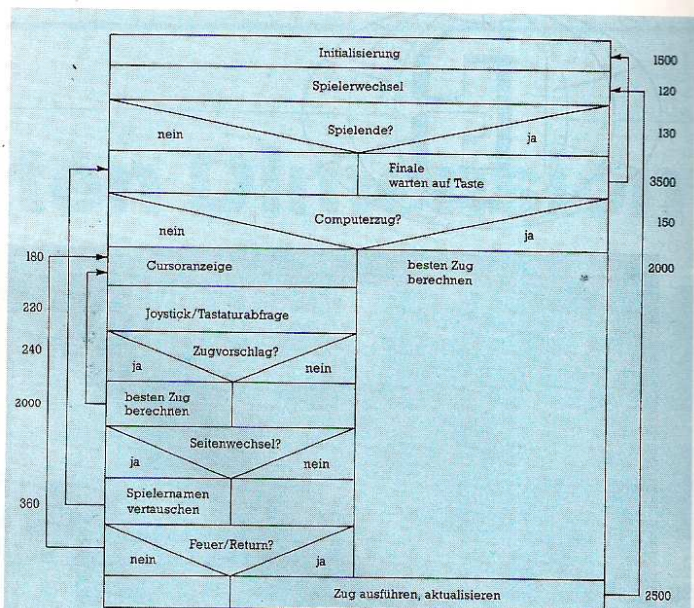 Initialisierung
1500
Spielerwechsel
120
Spielende?
nein
ja
130
Finale
warten auf Taste
3500
Computerzug?
nein
ja
150
180
Cursoranzeige
besten Zug
berechnen
2000
220
Joystick/Tastaturabfrage
240
Zugvorschlag?
ja
nein
2000
besten Zug
berechnen
Seitenwechsel?
ja
nein
360
Spielernamen
vertauschen
Feuer/Return?
nein
ja
Zug ausführen, aktualisieren
2500